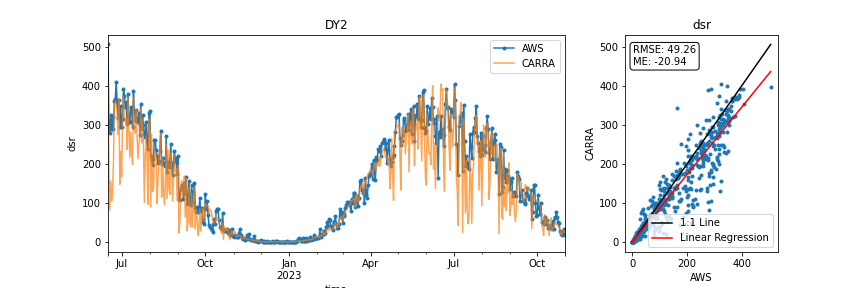 DY2
500
400
300
200
100
0
dsr
AWS
CARRA
Jul
Oct
Jan
2023
Apr
Jul
Oct
time
dsr
500
400
300
200
100
0
CARRA
RMSE: 49.26
ME: -20.94
1:1 Line
Linear Regression
0
200
400
AWS